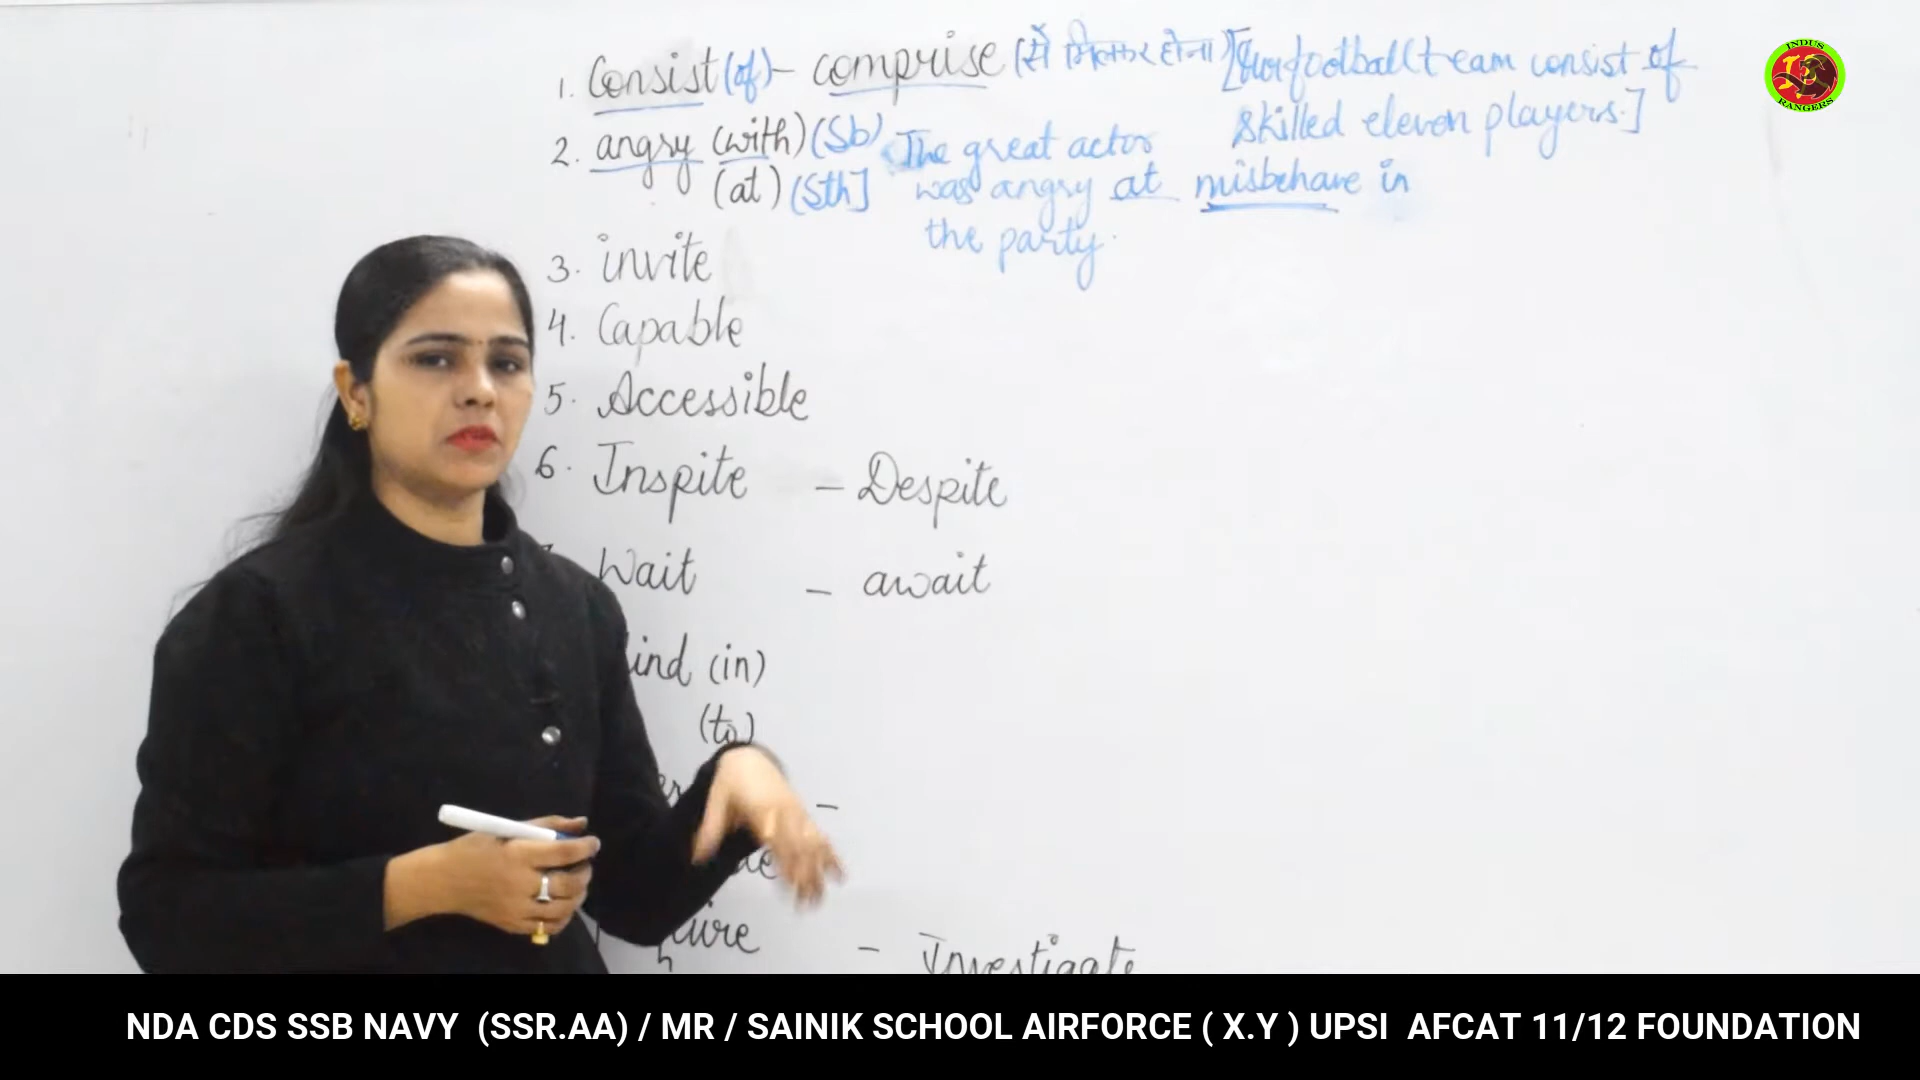 1. Consist (of) - comprise (से मिलकर होना) [Our football team consist of
skilled eleven players.]
2. angry (with) (Sb) The great actor
(at) (Sth] was angry at misbehave in
the party.
3. invite
4. Capable
5. Accessible
6. Inspite - Despite
Wait - await
(in)
(to)
-
- Investigate
INDUS
RANGERS
NDA CDS SSB NAVY (SSR.AA) / MR / SAINIK SCHOOL AIRFORCE ( X.Y ) UPSI AFCAT 11/12 FOUNDATION